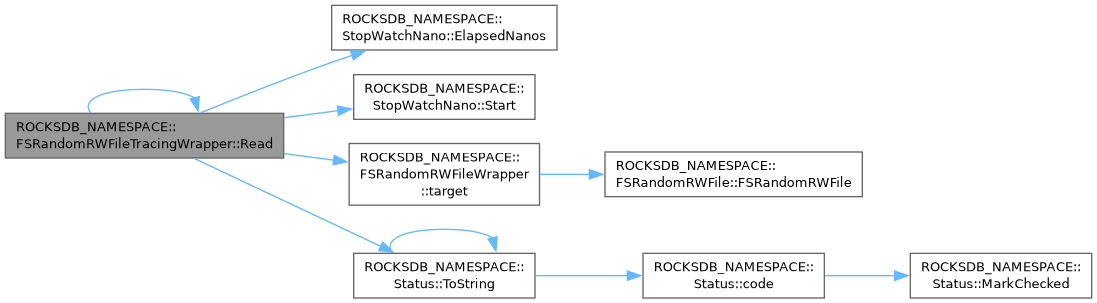 ROCKSDB_NAMESPACE::
StopWatchNano::ElapsedNanos
ROCKSDB_NAMESPACE::
StopWatchNano::Start
ROCKSDB_NAMESPACE::
FSRandomRWFileTracingWrapper::Read
ROCKSDB_NAMESPACE::
FSRandomRWFileWrapper
::target
ROCKSDB_NAMESPACE::
FSRandomRWFile::FSRandomRWFile
ROCKSDB_NAMESPACE::
Status::ToString
ROCKSDB_NAMESPACE::
Status::code
ROCKSDB_NAMESPACE::
Status::MarkChecked